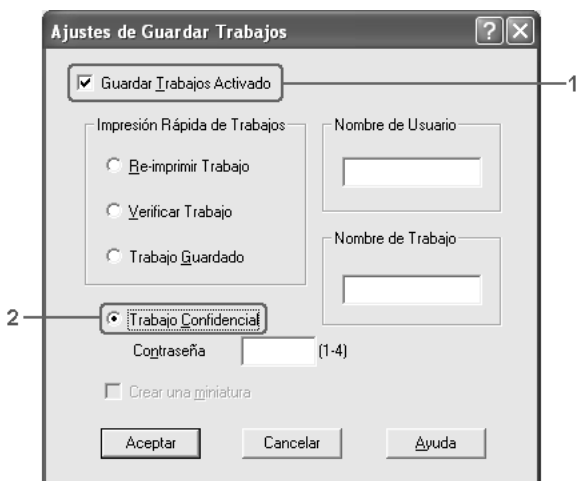 Ajustes de Guardar Trabajos
Guardar Trabajos Activado
1
Impresión Rápida de Trabajos
Re-imprimir Trabajo
Verificar Trabajo
Trabajo Guardado
Nombre de Usuario
Nombre de Trabajo
2
Trabajo Confidencial
Contraseña (1-4)
Crear una miniatura
Aceptar Cancelar Ayuda